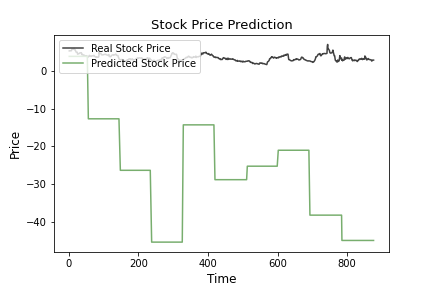 Stock Price Prediction
Real Stock Price
Predicted Stock Price
Price
0
−10
−20
−30
−40
0 200 400 600 800
Time